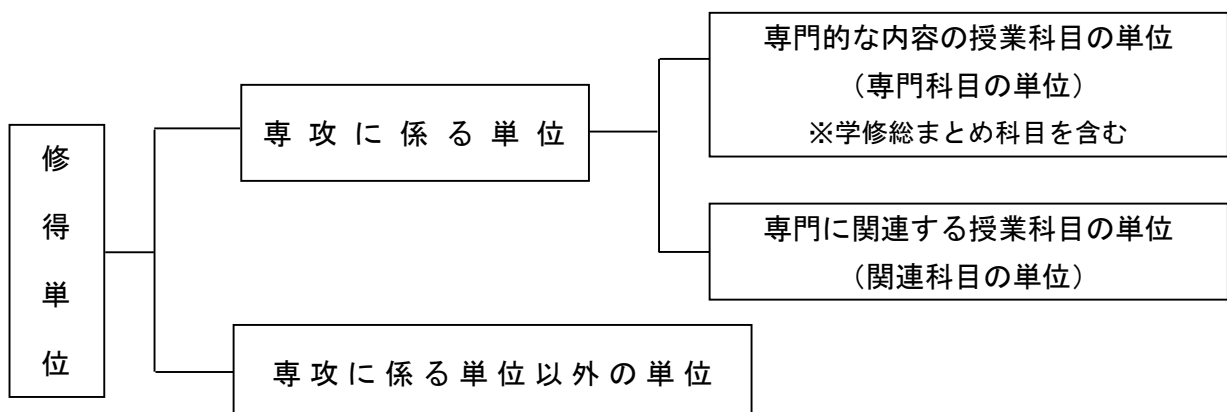 修得単位
専攻に係る単位
専門的な内容の授業科目の単位
（専門科目の単位）
※学修総まとめ科目を含む
専門に関連する授業科目の単位
（関連科目の単位）
専攻に係る単位以外の単位